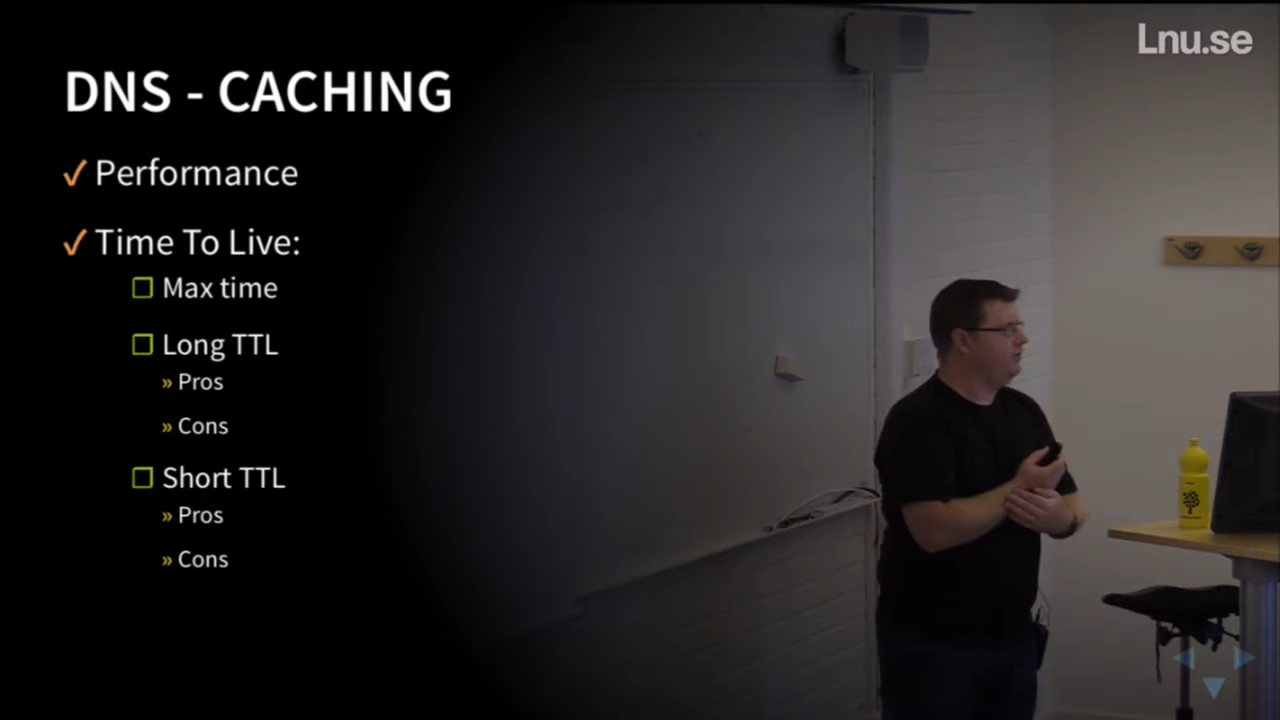 DNS - CACHING
✓ Performance
✓ Time To Live:
❐ Max time
❐ Long TTL
» Pros
» Cons
❐ Short TTL
» Pros
» Cons
Lnu.se